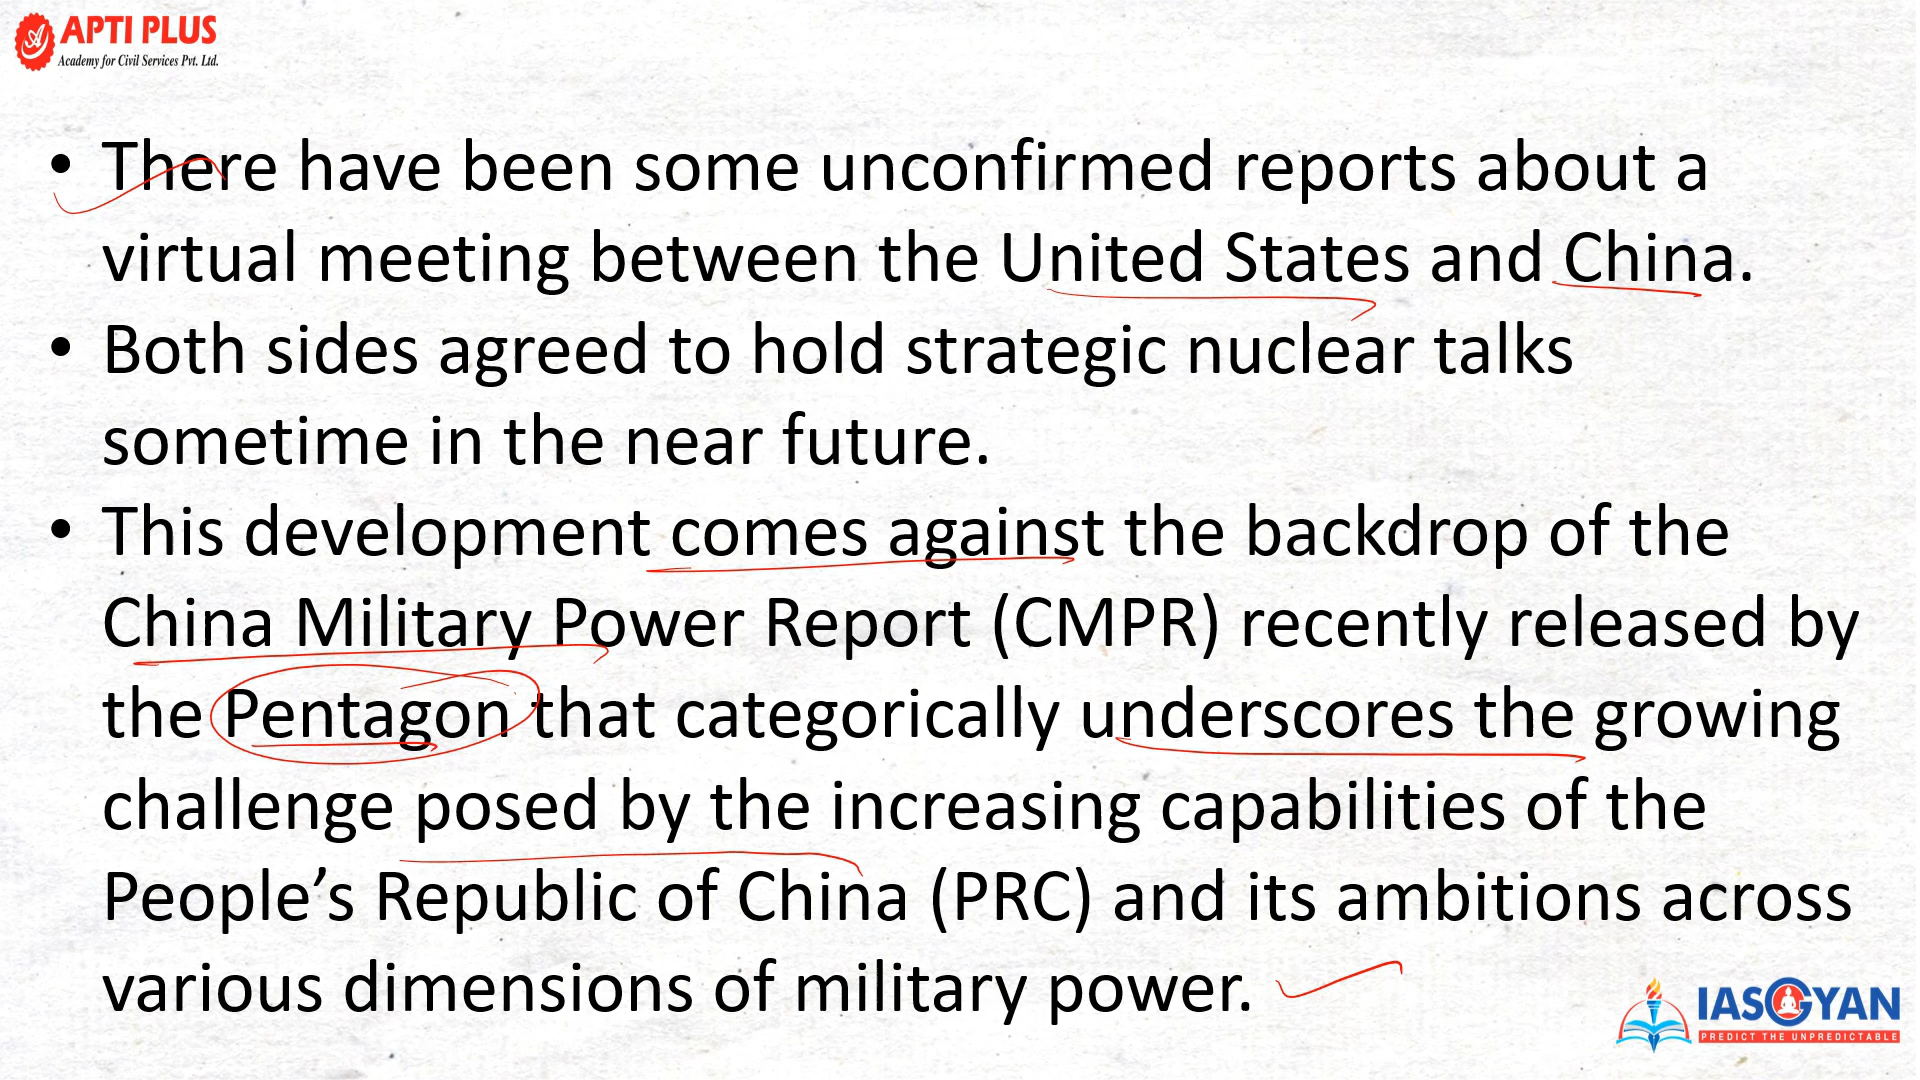 APTI PLUS
Academy for Civil Services Pvt. Ltd.
• There have been some unconfirmed reports about a
virtual meeting between the United States and China.
• Both sides agreed to hold strategic nuclear talks
sometime in the near future.
• This development comes against the backdrop of the
China Military Power Report (CMPR) recently released by
the Pentagon that categorically underscores the growing
challenge posed by the increasing capabilities of the
People’s Republic of China (PRC) and its ambitions across
various dimensions of military power.
IASGYAN
PREDICT THE UNPREDICTABLE